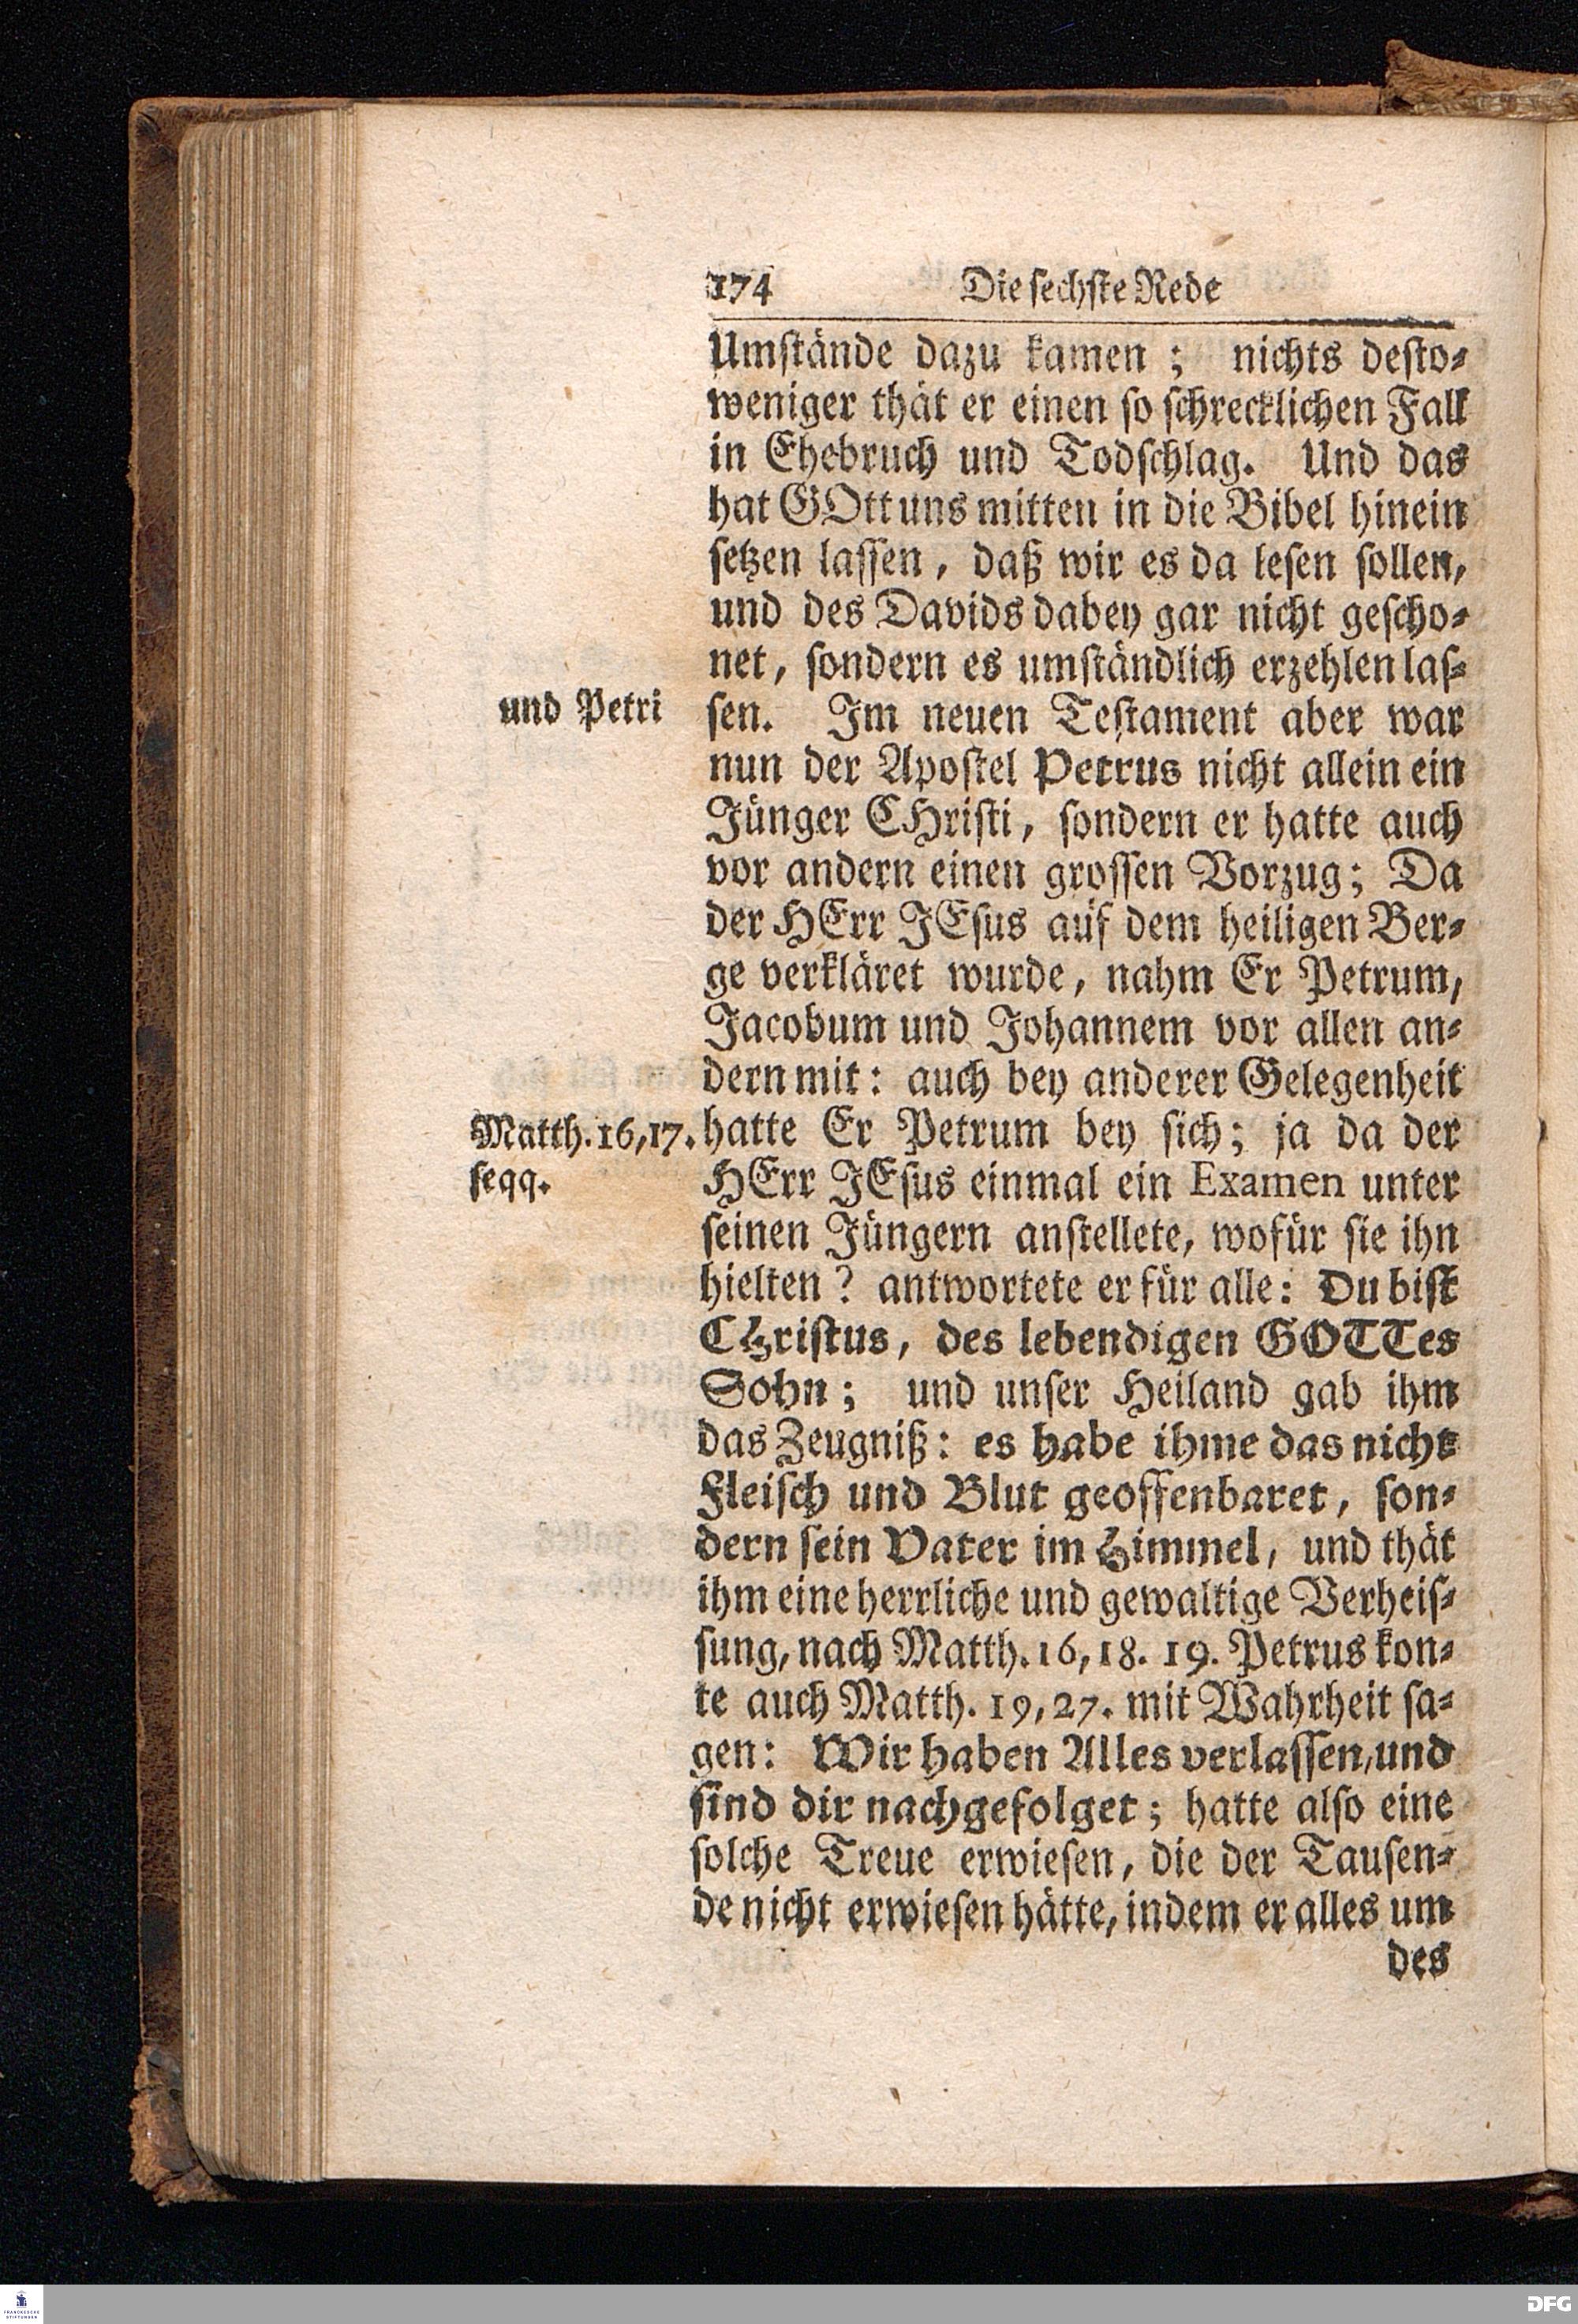 174 Die sechste Rede
Umstände dazu kamen ; nichts desto-
weniger thät er einen so schrecklichen Fall
in Ehebruch und Todschlag. Und das
hat GOtt uns mitten in die Bibel hinein
setzen lassen, daß wir es da lesen sollen,
und des Davids dabey gar nicht gescho-
net, sondern es umständlich erzehlen las-
und Petri
sen. Im neuen Testament aber war
nun der Apostel Petrus nicht allein ein
Jünger CHristi, sondern er hatte auch
vor andern einen grossen Vorzug; Da
der HErr JEsus auf dem heiligen Ber-
ge verkläret wurde, nahm Er Petrum,
Jacobum und Johannem vor allen an-
dern mit: auch bey anderer Gelegenheit
Matth. 16,17.
seqq.
hatte Er Petrum bey sich; ja da der
HErr JEsus einmal ein Examen unter
seinen Jüngern anstellete, wofür sie ihn
hielten ? antwortete er für alle: Du bist
CHristus, des lebendigen GOTTes
Sohn; und unser Heiland gab ihm
das Zeugniß: es habe ihme das nicht
Fleisch und Blut geoffenbaret, son-
dern sein Vater im Himmel, und thät
ihm eine herrliche und gewaltige Verheis-
sung, nach Matth. 16, 18. 19. Petrus kon-
te auch Matth. 19, 27. mit Wahrheit sa-
gen: Wir haben Alles verlassen, und
sind dir nachgefolget; hatte also eine
solche Treue erwiesen, die der Tausen-
de nicht erwiesen hätte, indem er alles um
des
FRANCKESCHE STIFTUNGEN
DFG